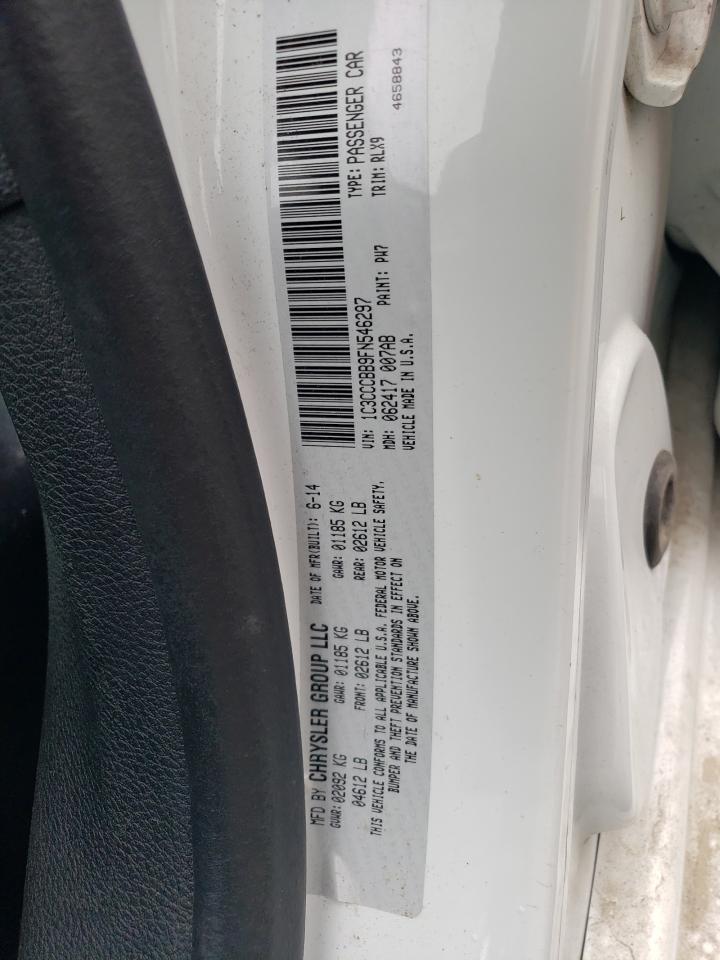 MFD BY CHRYSLER GROUP LLC DATE OF MFR(BUILT): 6-14
GVWR: 02092 KG GAWR: 01185 KG GAWR: 01185 KG
04612 LB FRONT: 02612 LB REAR: 02612 LB
THIS VEHICLE CONFORMS TO ALL APPLICABLE U.S.A. FEDERAL MOTOR VEHICLE SAFETY,
BUMPER AND THEFT PREVENTION STANDARDS IN EFFECT ON
THE DATE OF MANUFACTURE SHOWN ABOVE.
VIN: 1C3CCCBB9FN546297 TYPE: PASSENGER CAR
MDH: 062417 007AB PAINT: PW7 TRIM: RLX9
VEHICLE MADE IN U.S.A. 4658843